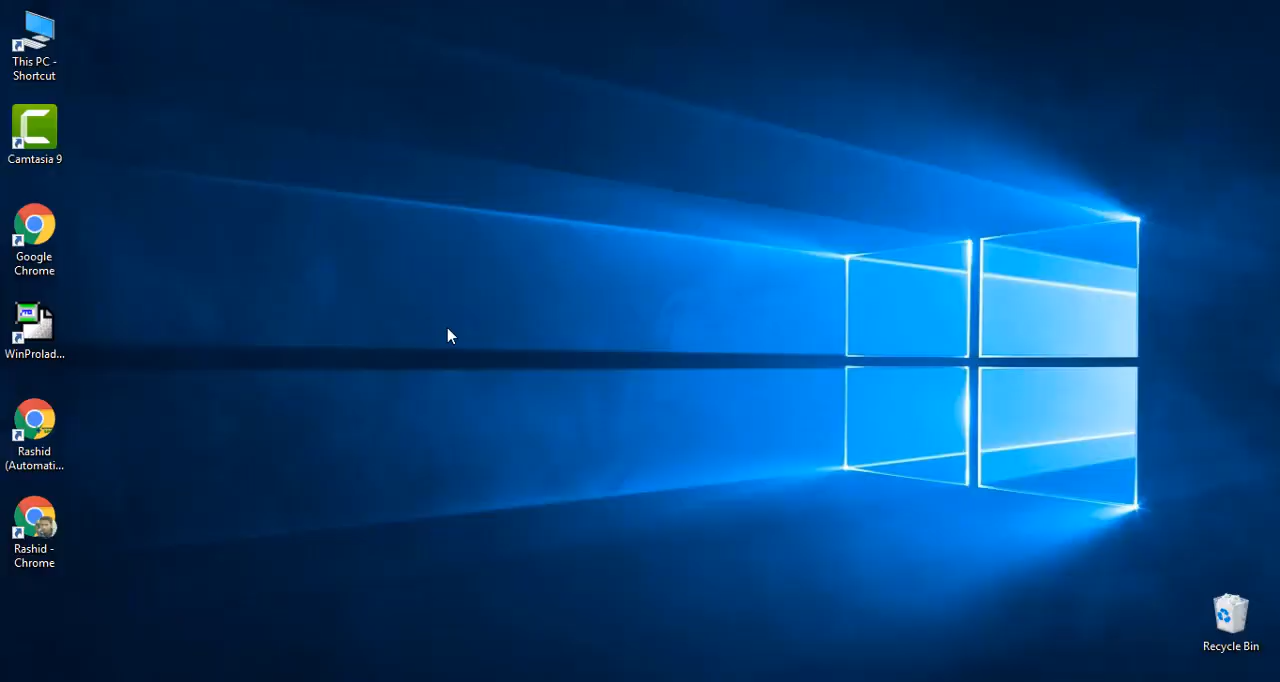 This PC -
Shortcut
Camtasia 9
Google
Chrome
WinProlad...
Rashid
(Automati...
Rashid -
Chrome
Recycle Bin